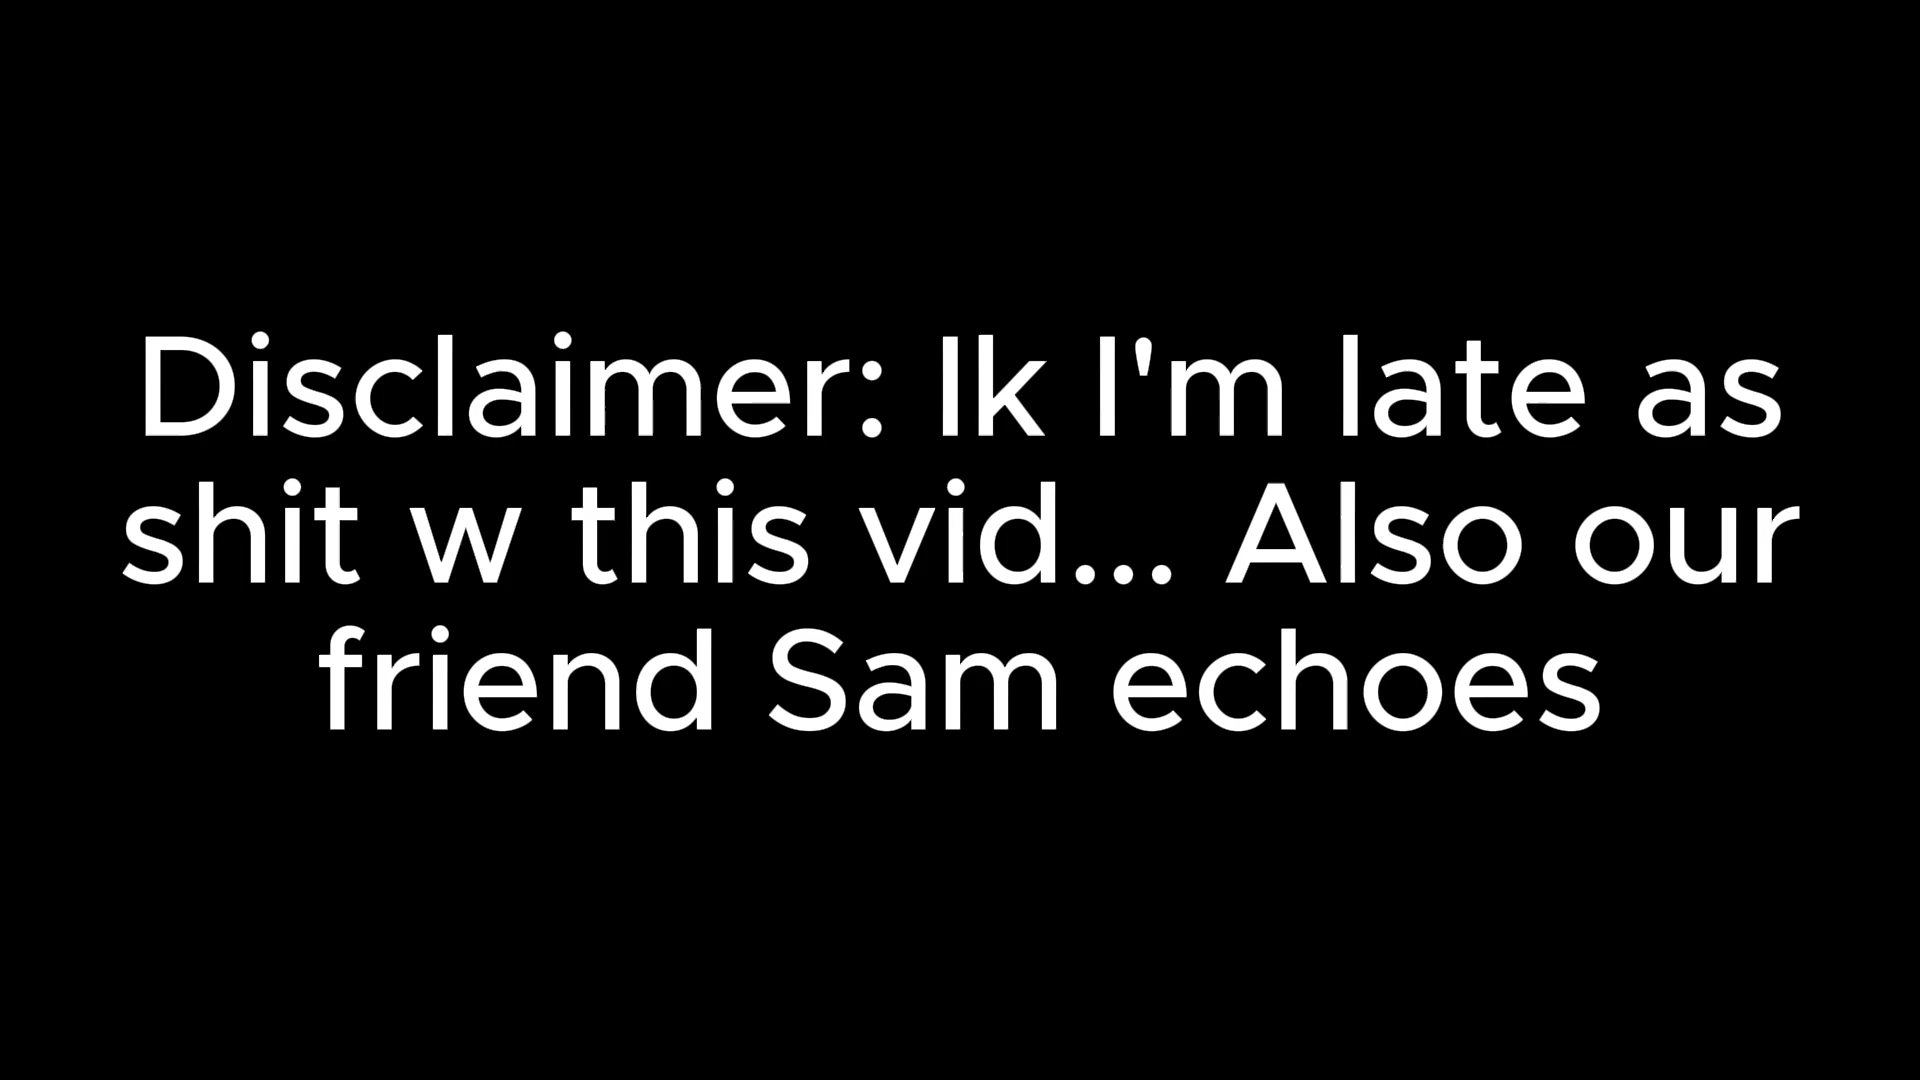 Disclaimer: Ik I'm late as
shit w this vid... Also our
friend Sam echoes